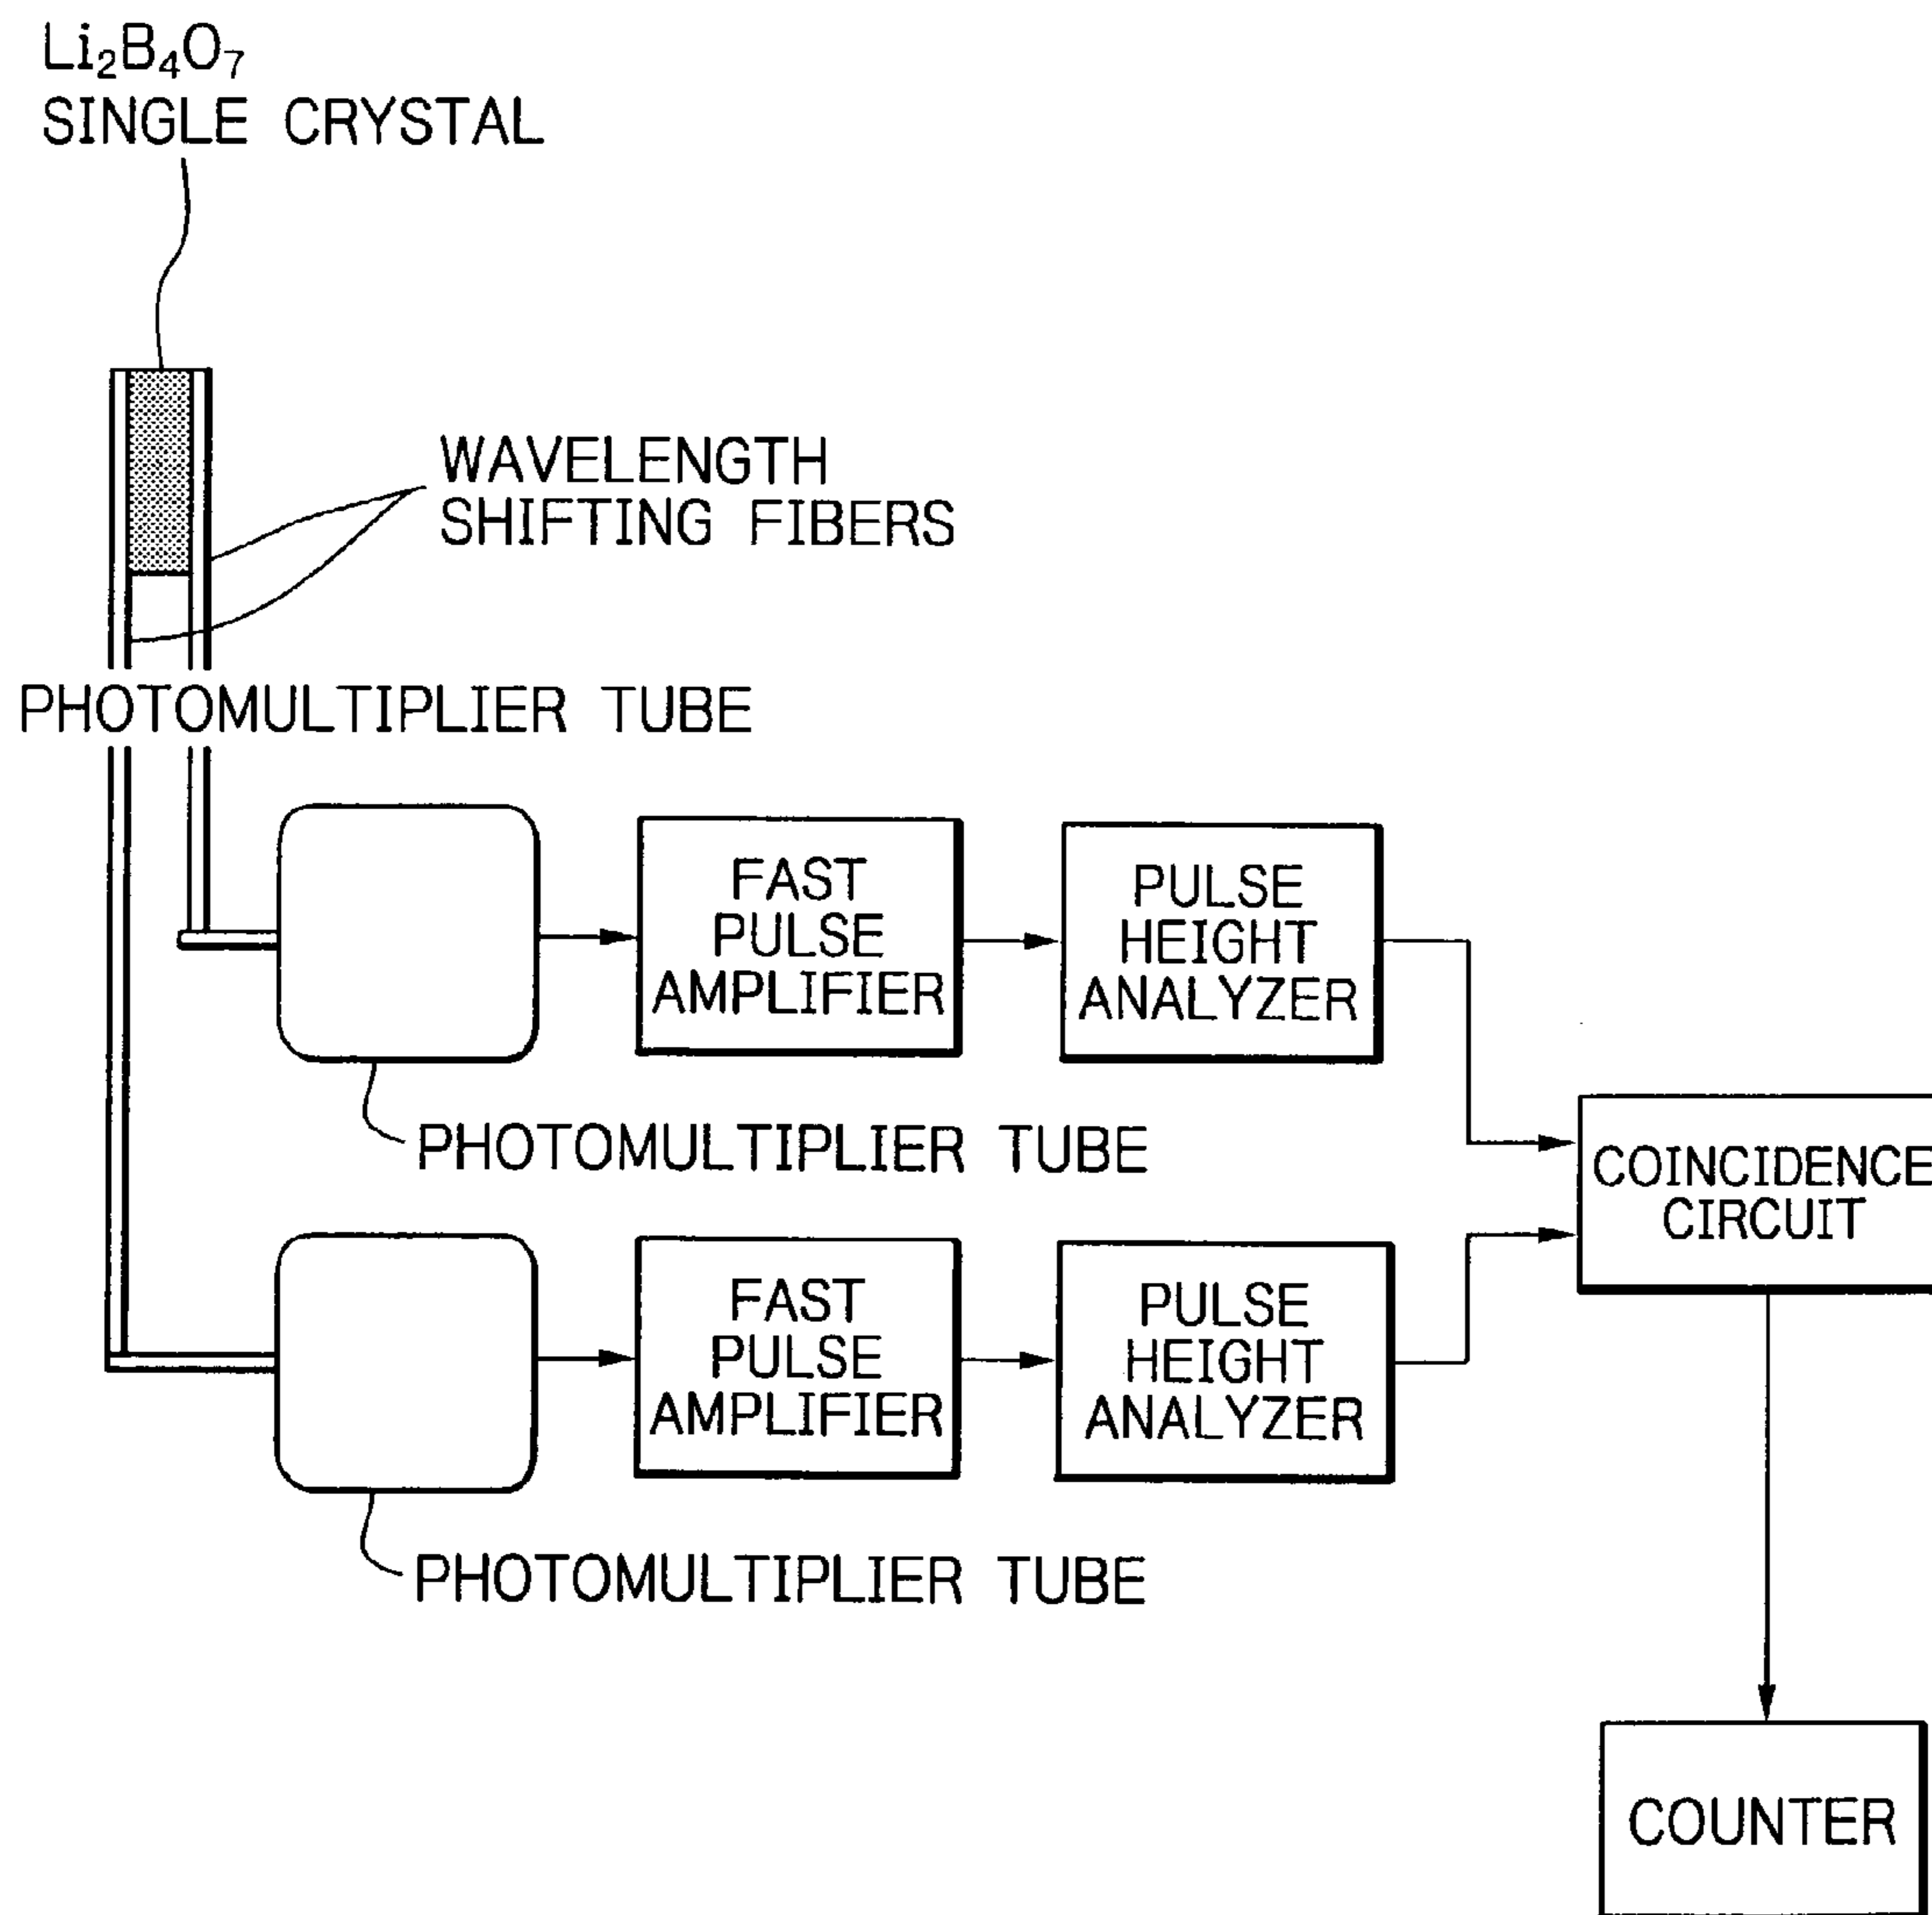 Li₂B₄O₇
SINGLE CRYSTAL
WAVELENGTH
SHIFTING FIBERS
PHOTOMULTIPLIER TUBE
FAST
PULSE
AMPLIFIER
PULSE
HEIGHT
ANALYZER
PHOTOMULTIPLIER TUBE
COINCIDENCE
CIRCUIT
FAST
PULSE
AMPLIFIER
PULSE
HEIGHT
ANALYZER
PHOTOMULTIPLIER TUBE
COUNTER